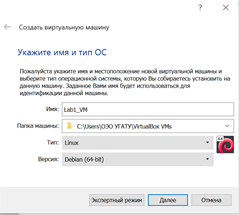 Создать виртуальную машину
Укажите имя и тип ОС
Пожалуйста укажите имя и местоположение новой виртуальной машины и
выберите тип операционной системы, которую Вы собираетесь установить на
данную машину. Заданное Вами имя будет использоваться для
идентификации данной машины.
Имя: Lab1_VM
Папка машины: C:\Users\ОЭО УГАТУ\VirtualBox VMs
Тип: Linux
64
Версия: Debian (64-bit)
Экспертный режим Далее Отмена